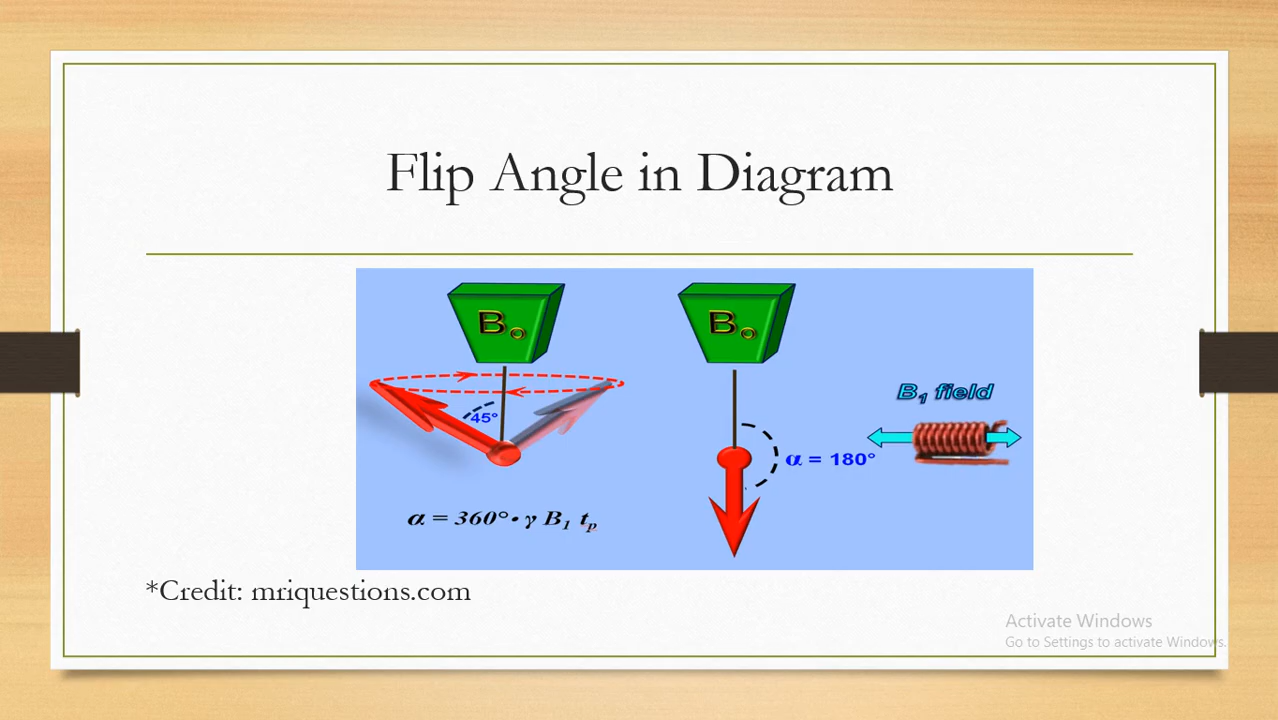 Flip Angle in Diagram
B₀
B₀
B₁ field
45°
α = 180°
α = 360°• γ B₁ tₚ
*Credit: mriquestions.com
Activate Windows
Go to Settings to activate Windows.